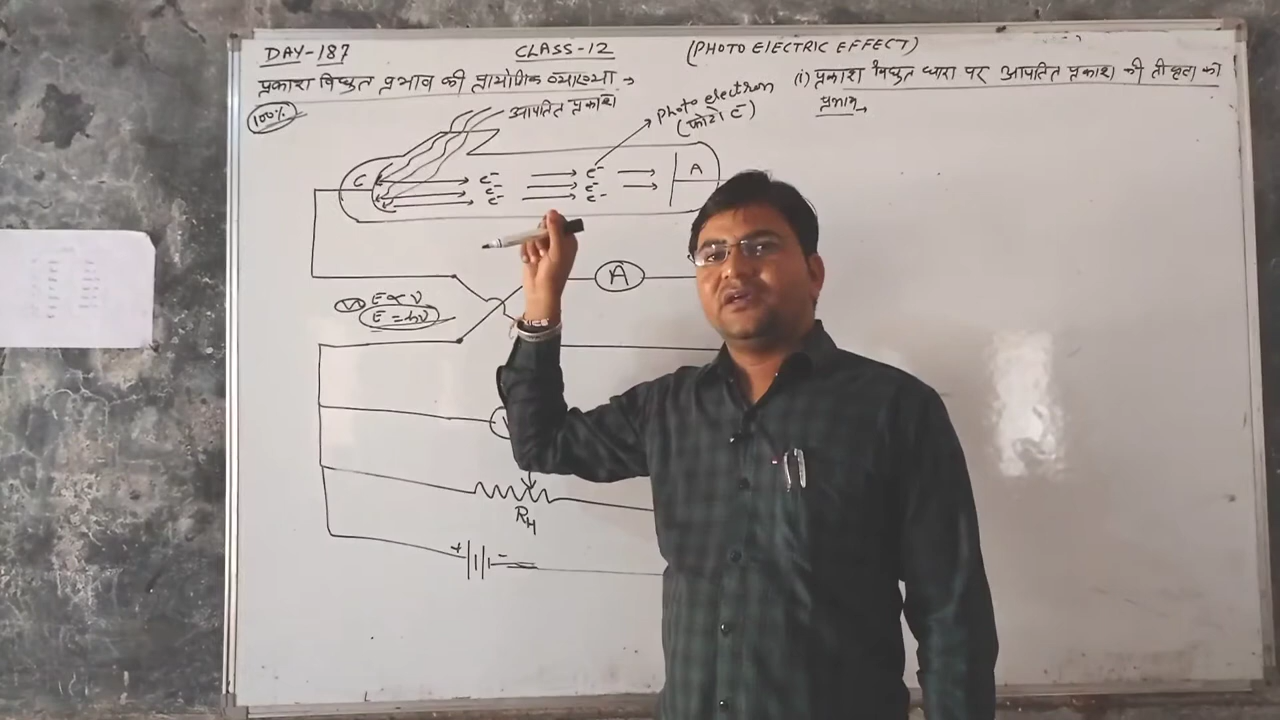 DAY-187
CLASS-12
(PHOTO ELECTRIC EFFECT)
प्रकाश विद्युत प्रभाव की प्रायोगिक व्याख्या →
100%
(i) प्रकाश विद्युत धारा पर आपतित प्रकाश की तीव्रता का
प्रभाव →
आपतित प्रकाश
Photo electron
(फोटो e⁻)
C
e⁻ e⁻
e⁻ e⁻
e⁻ e⁻
A
A
E ∝ ν
E = hν
V
R_H
+ -